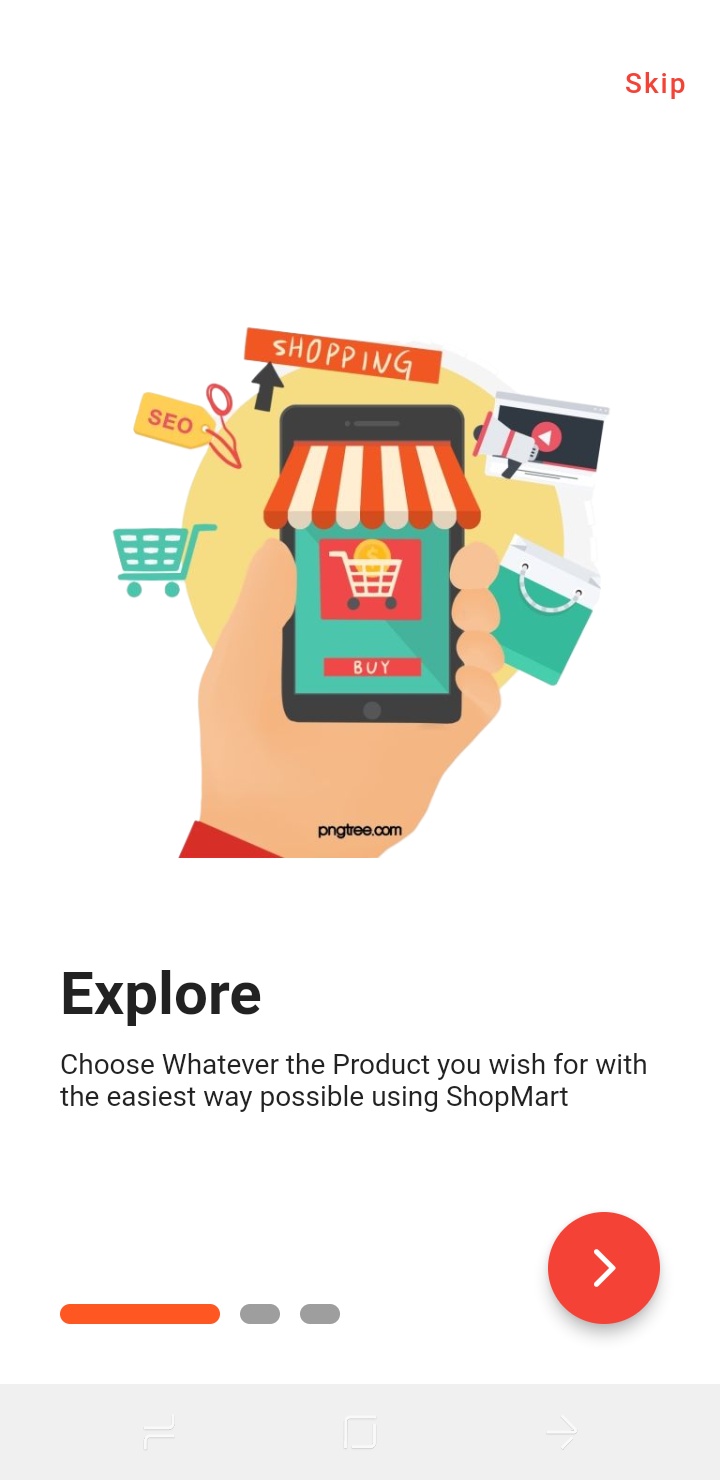 Skip
SHOPPING
SEO
BUY
pngtree.com
Explore
Choose Whatever the Product you wish for with
the easiest way possible using ShopMart